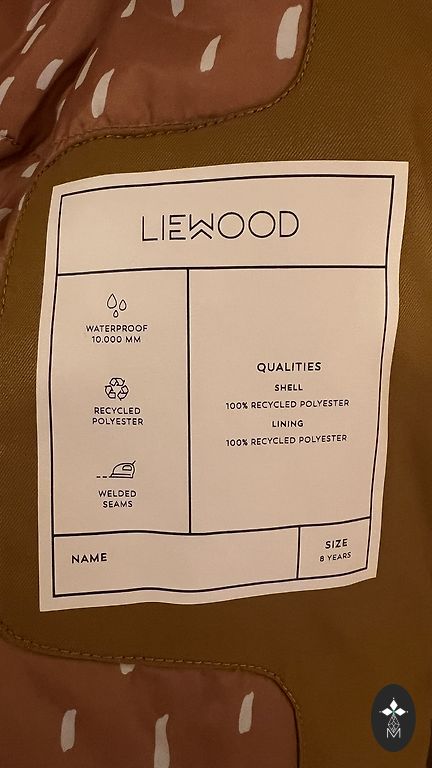 LIEWOOD
WATERPROOF
10.000 MM
RECYCLED
POLYESTER
WELDED
SEAMS
QUALITIES
SHELL
100% RECYCLED POLYESTER
LINING
100% RECYCLED POLYESTER
NAME
SIZE
8 YEARS
M